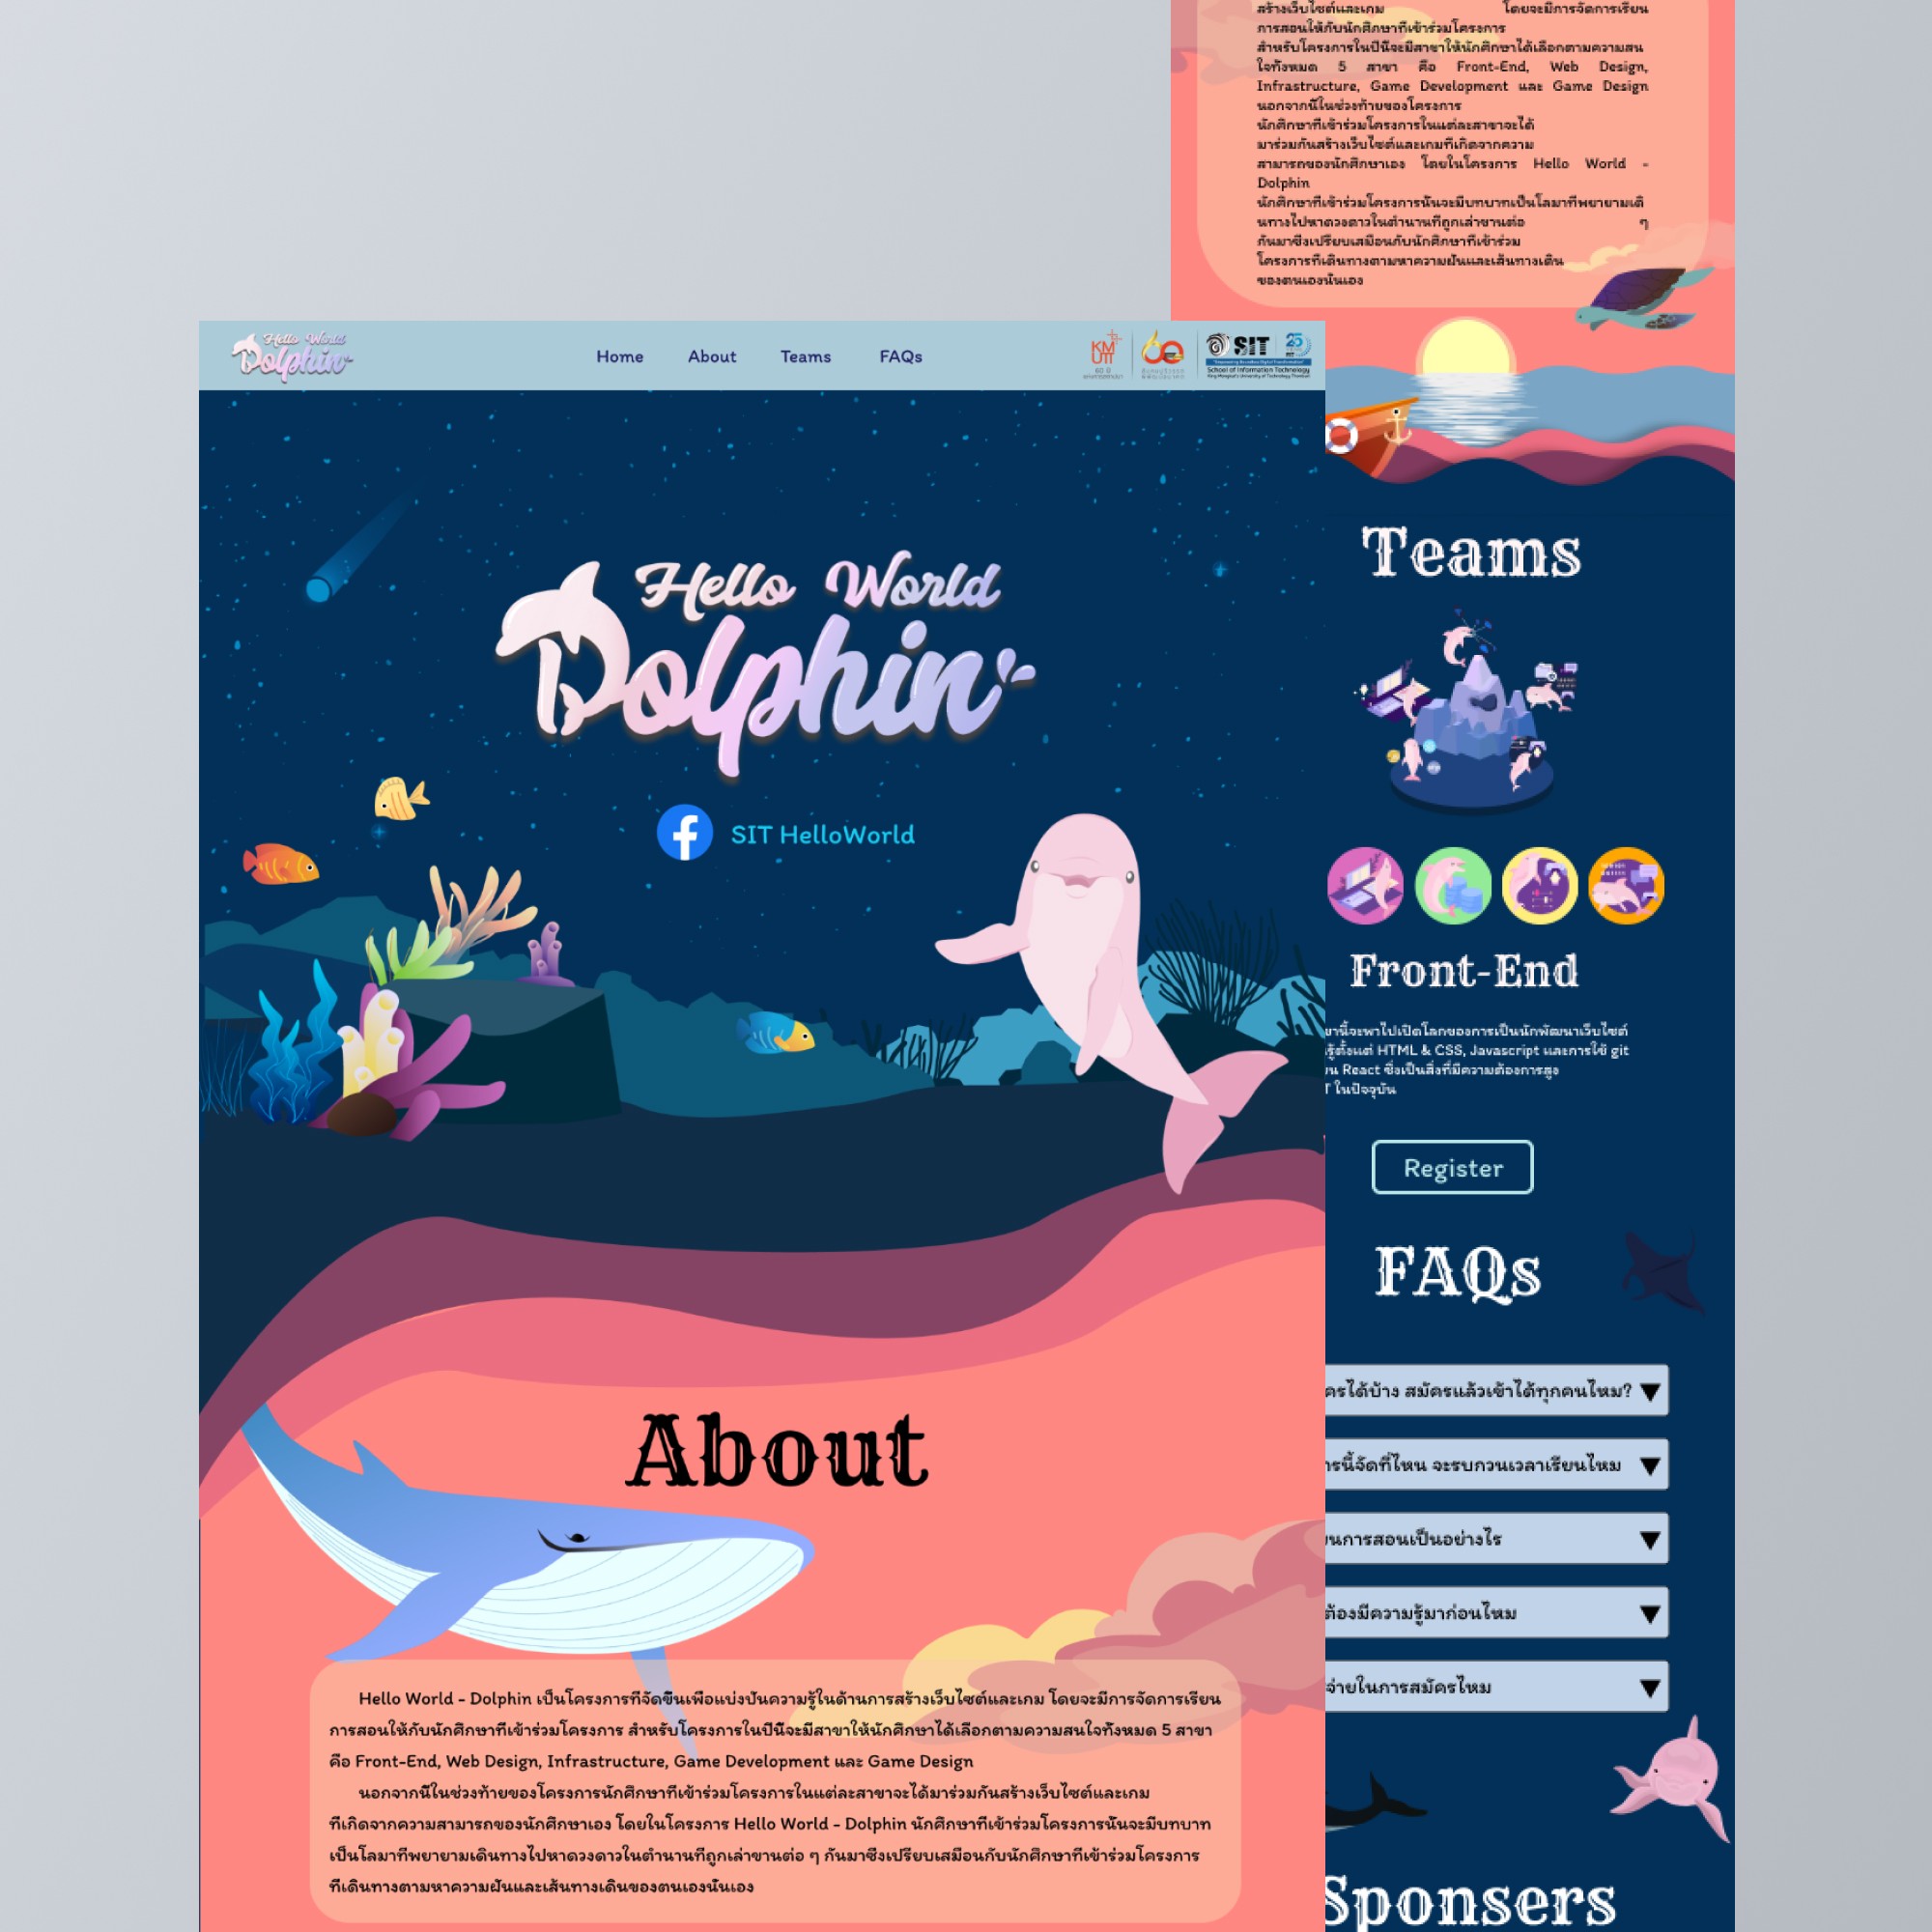 สร้างเว็บไซต์และเกม โดยจะมีการจัดการเรียน
การสอนให้กับนักศึกษาที่เข้าร่วมโครงการ
สำหรับโครงการในปีนี้จะมีสาขาให้นักศึกษาได้เลือกตามความสน
ใจทั้งหมด 5 สาขา คือ Front-End, Web Design,
Infrastructure, Game Development และ Game Design
นอกจากนี้ในช่วงท้ายของโครงการ
นักศึกษาที่เข้าร่วมโครงการในแต่ละสาขาจะได้
มาร่วมกันสร้างเว็บไซต์และเกมที่เกิดจากความ
สามารถของนักศึกษาเอง โดยในโครงการ Hello World -
Dolphin
นักศึกษาที่เข้าร่วมโครงการนั้นจะมีบทบาทเป็นโลมาที่พยายามเดิ
นทางไปหาดวงดาวในตำนานที่ถูกเล่าขานต่อ ๆ
กันมาซึ่งเปรียบเสมือนกับนักศึกษาที่เข้าร่วม
โครงการที่เดินทางตามหาความฝันและเส้นทางเดิน
ของตนเองนั่นเอง
Hello World
Dolphin
Home About Teams FAQs
KMUTT
60 ปี
60
SIT
25
School of Information Technology
King Mongkut's University of Technology Thonburi
Hello World
Dolphin
SIT HelloWorld
About
Hello World - Dolphin เป็นโครงการที่จัดขึ้นเพื่อแบ่งปันความรู้ในด้านการสร้างเว็บไซต์และเกม โดยจะมีการจัดการเรียน
การสอนให้กับนักศึกษาที่เข้าร่วมโครงการ สำหรับโครงการในปีนี้จะมีสาขาให้นักศึกษาได้เลือกตามความสนใจทั้งหมด 5 สาขา
คือ Front-End, Web Design, Infrastructure, Game Development และ Game Design
นอกจากนี้ในช่วงท้ายของโครงการนักศึกษาที่เข้าร่วมโครงการในแต่ละสาขาจะได้มาร่วมกันสร้างเว็บไซต์และเกม
ที่เกิดจากความสามารถของนักศึกษาเอง โดยในโครงการ Hello World - Dolphin นักศึกษาที่เข้าร่วมโครงการนั้นจะมีบทบาท
เป็นโลมาที่พยายามเดินทางไปหาดวงดาวในตำนานที่ถูกเล่าขานต่อ ๆ กันมาซึ่งเปรียบเสมือนกับนักศึกษาที่เข้าร่วมโครงการ
ที่เดินทางตามหาความฝันและเส้นทางเดินของตนเองนั่นเอง
Teams
Front-End
ขานี้จะพาไปเปิดโลกของการเป็นนักพัฒนาเว็บไซต์
รู้ตั้งแต่ HTML & CSS, Javascript และการใช้ git
ยน React ซึ่งเป็นสิ่งที่มีความต้องการสูง
T ในปัจจุบัน
Register
FAQs
ครได้บ้าง สมัครแล้วเข้าได้ทุกคนไหม?
ารนี้จัดที่ไหน จะรบกวนเวลาเรียนไหม
นการสอนเป็นอย่างไร
ต้องมีความรู้มาก่อนไหม
จ่ายในการสมัครไหม
Sponsers